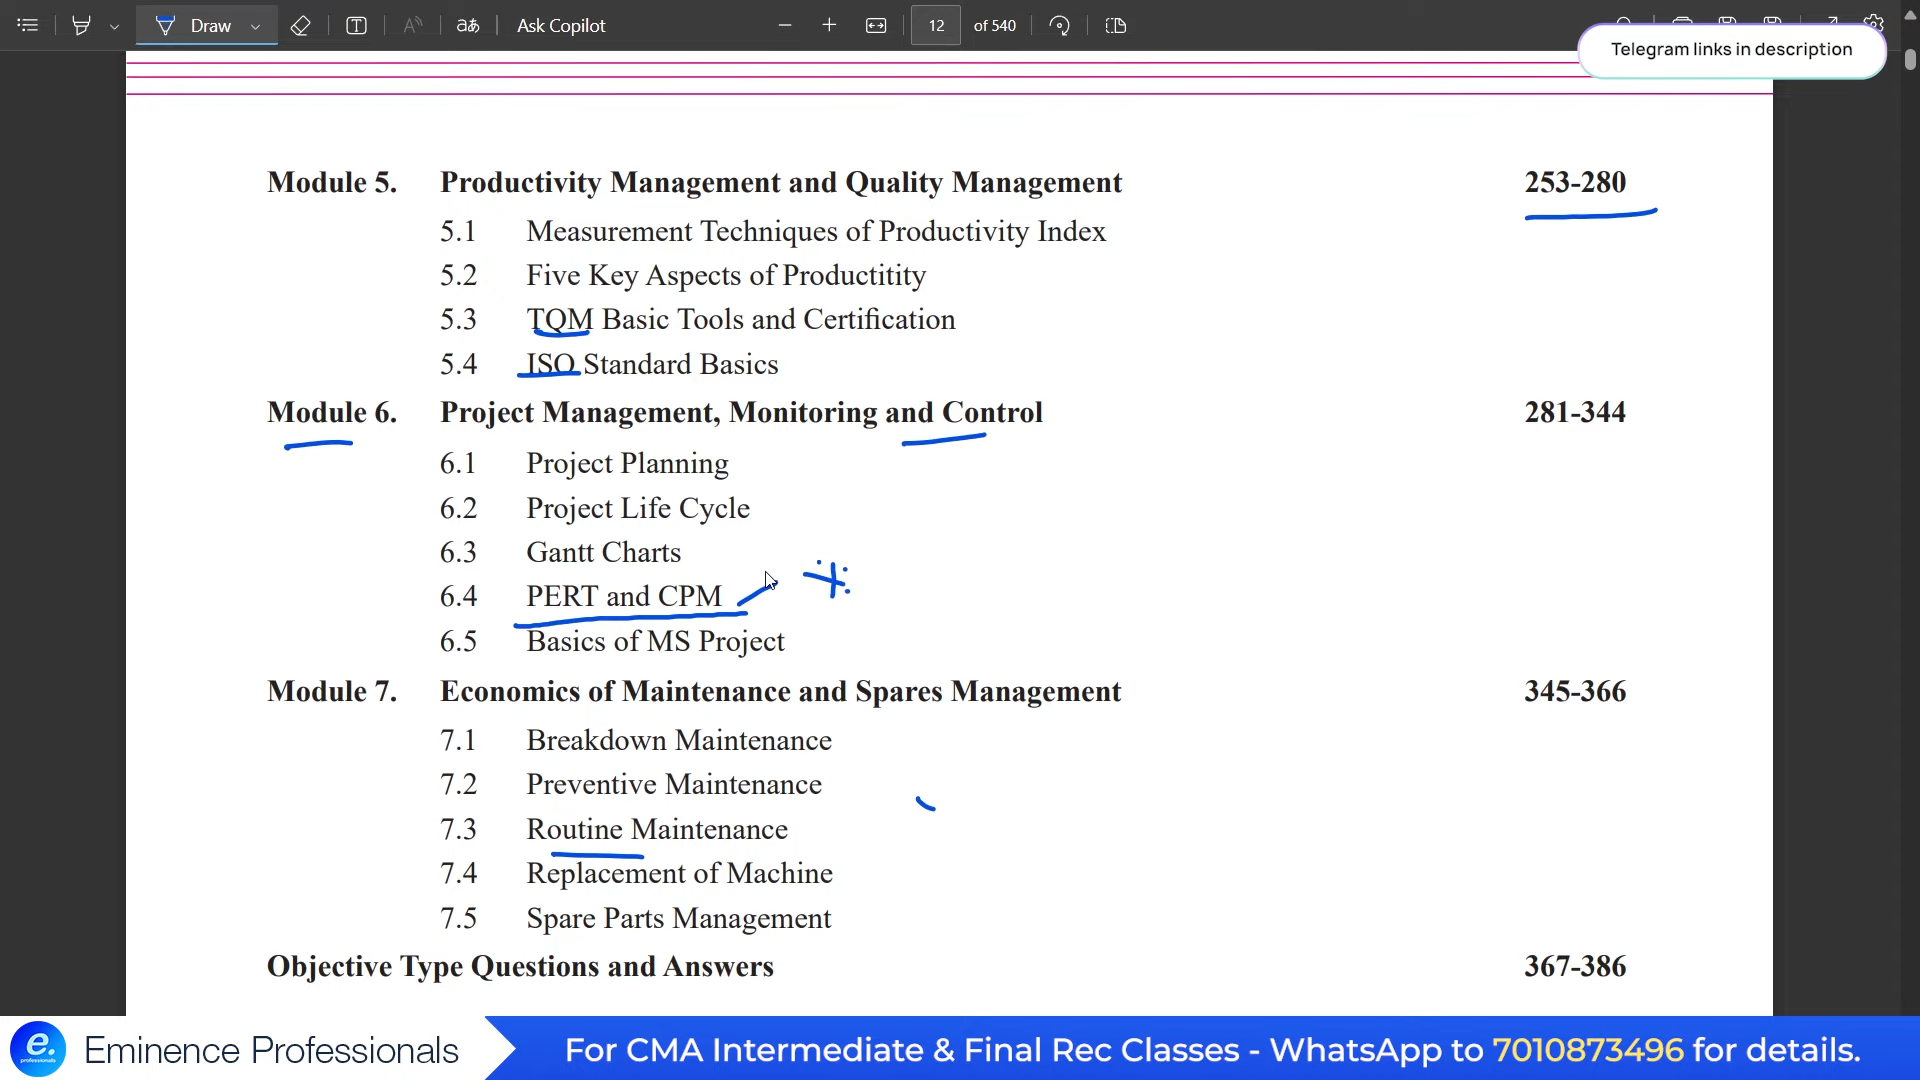 Draw
Ask Copilot
12 of 540
Telegram links in description
Module 5. Productivity Management and Quality Management 253-280
5.1 Measurement Techniques of Productivity Index
5.2 Five Key Aspects of Productitity
5.3 TQM Basic Tools and Certification
5.4 ISO Standard Basics
Module 6. Project Management, Monitoring and Control 281-344
6.1 Project Planning
6.2 Project Life Cycle
6.3 Gantt Charts
6.4 PERT and CPM
6.5 Basics of MS Project
Module 7. Economics of Maintenance and Spares Management 345-366
7.1 Breakdown Maintenance
7.2 Preventive Maintenance
7.3 Routine Maintenance
7.4 Replacement of Machine
7.5 Spare Parts Management
Objective Type Questions and Answers 367-386
e. professionals
Eminence Professionals
For CMA Intermediate & Final Rec Classes - WhatsApp to 7010873496 for details.